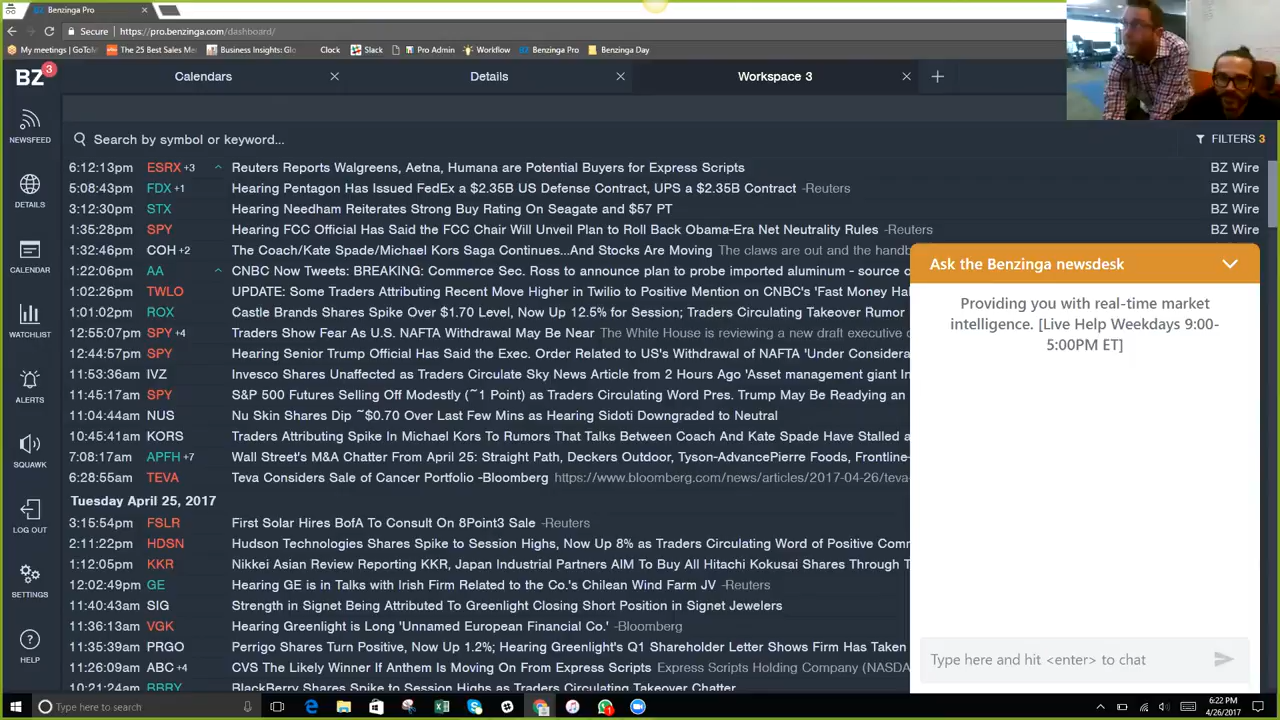 Benzinga Pro
Secure | https://pro.benzinga.com/dashboard/
My meetings | GoToM The 25 Best Sales Me Business Insights: Glo Clock Slack Pro Admin Workflow Benzinga Pro Benzinga Day
BZ 3 Calendars Details Workspace 3
NEWSFEED
DETAILS
CALENDAR
WATCHLIST
ALERTS
SQUAWK
LOG OUT
SETTINGS
HELP
Search by symbol or keyword... FILTERS 3
6:12:13pm ESRX +3 Reuters Reports Walgreens, Aetna, Humana are Potential Buyers for Express Scripts BZ Wire
5:08:43pm FDX +1 Hearing Pentagon Has Issued FedEx a $2.35B US Defense Contract, UPS a $2.35B Contract -Reuters BZ Wire
3:12:30pm STX Hearing Needham Reiterates Strong Buy Rating On Seagate and $57 PT BZ Wire
1:35:28pm SPY Hearing FCC Official Has Said the FCC Chair Will Unveil Plan to Roll Back Obama-Era Net Neutrality Rules -Reuters BZ Wire
1:32:46pm COH +2 The Coach/Kate Spade/Michael Kors Saga Continues...And Stocks Are Moving The claws are out and the handb
1:22:06pm AA CNBC Now Tweets: BREAKING: Commerce Sec. Ross to announce plan to probe imported aluminum - source c
1:02:26pm TWLO UPDATE: Some Traders Attributing Recent Move Higher in Twilio to Positive Mention on CNBC's 'Fast Money Ha
1:01:02pm ROX Castle Brands Shares Spike Over $1.70 Level, Now Up 12.5% for Session; Traders Circulating Takeover Rumor
12:55:07pm SPY +4 Traders Show Fear As U.S. NAFTA Withdrawal May Be Near The White House is reviewing a new draft executive o
12:44:57pm SPY Hearing Senior Trump Official Has Said the Exec. Order Related to US's Withdrawal of NAFTA 'Under Considera
11:53:36am IVZ Invesco Shares Unaffected as Traders Circulate Sky News Article from 2 Hours Ago 'Asset management giant In
11:45:17am SPY S&P 500 Futures Selling Off Modestly (~1 Point) as Traders Circulating Word Pres. Trump May Be Readying an
11:04:44am NUS Nu Skin Shares Dip ~$0.70 Over Last Few Mins as Hearing Sidoti Downgraded to Neutral
10:45:41am KORS Traders Attributing Spike In Michael Kors To Rumors That Talks Between Coach And Kate Spade Have Stalled a
7:08:17am APFH +7 Wall Street's M&A Chatter From April 25: Straight Path, Deckers Outdoor, Tyson-AdvancePierre Foods, Frontline-
6:28:55am TEVA Teva Considers Sale of Cancer Portfolio -Bloomberg https://www.bloomberg.com/news/articles/2017-04-26/teva-
Tuesday April 25, 2017
3:15:54pm FSLR First Solar Hires BofA To Consult On 8Point3 Sale -Reuters
2:11:22pm HDSN Hudson Technologies Shares Spike to Session Highs, Now Up 8% as Traders Circulating Word of Positive Com
1:12:05pm KKR Nikkei Asian Review Reporting KKR, Japan Industrial Partners AIM To Buy All Hitachi Kokusai Shares Through T
12:02:49pm GE Hearing GE is in Talks with Irish Firm Related to the Co.'s Chilean Wind Farm JV -Reuters
11:40:43am SIG Strength in Signet Being Attributed To Greenlight Closing Short Position in Signet Jewelers
11:36:13am VGK Hearing Greenlight is Long 'Unnamed European Financial Co.' -Bloomberg
11:35:39am PRGO Perrigo Shares Turn Positive, Now Up 1.2%; Hearing Greenlight's Q1 Shareholder Letter Shows Firm Has Taken
11:26:09am ABC +4 CVS The Likely Winner If Anthem Is Moving On From Express Scripts Express Scripts Holding Company (NASDA
10:21:24am BBRY BlackBerry Shares Spike to Session Highs as Traders Circulating Takeover Chatter
Ask the Benzinga newsdesk
Providing you with real-time market
intelligence. [Live Help Weekdays 9:00-
5:00PM ET]
Type here and hit <enter> to chat
Type here to search
6:22 PM
4/26/2017